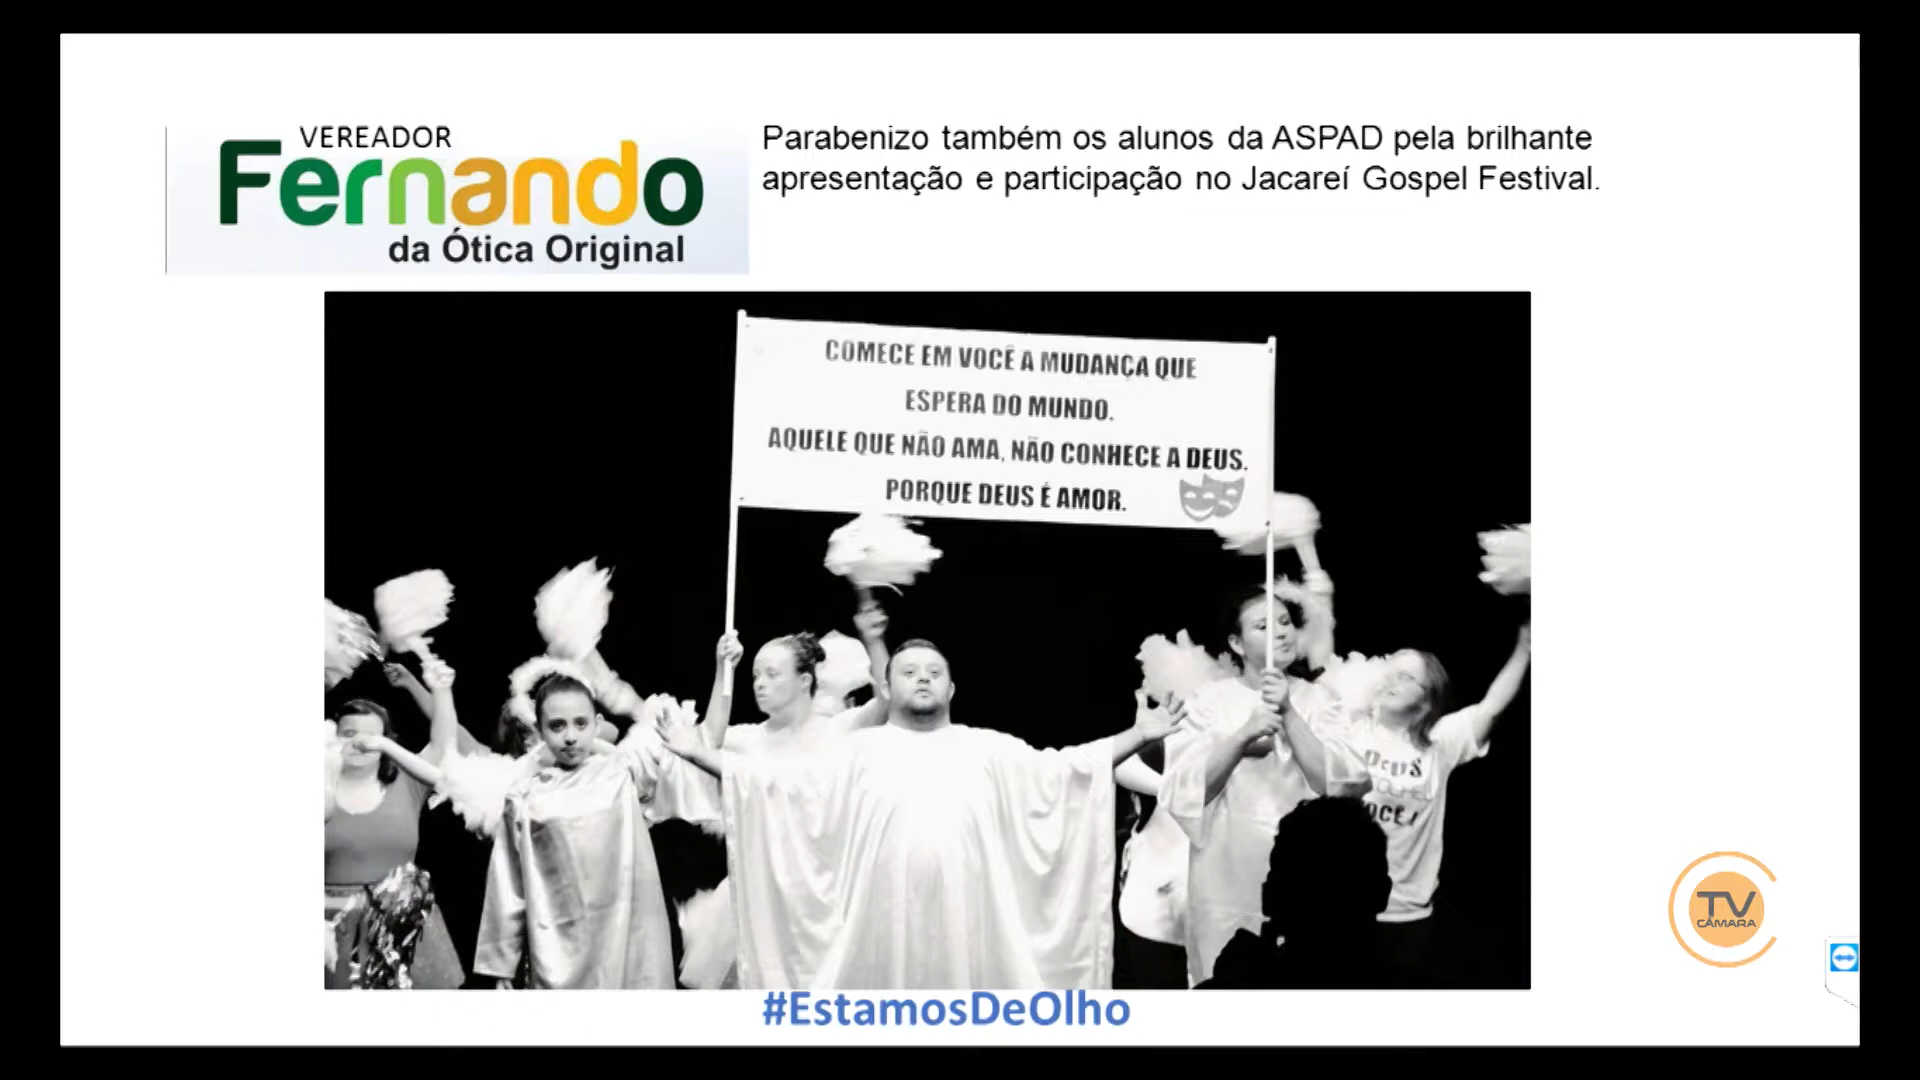 VEREADOR
Fernando
da Ótica Original
Parabenizo também os alunos da ASPAD pela brilhante
apresentação e participação no Jacareí Gospel Festival.
COMECE EM VOCÊ A MUDANÇA QUE
ESPERA DO MUNDO.
AQUELE QUE NÃO AMA, NÃO CONHECE A DEUS.
PORQUE DEUS É AMOR.
DEUS
#EstamosDeOlho
TV
CÂMARA